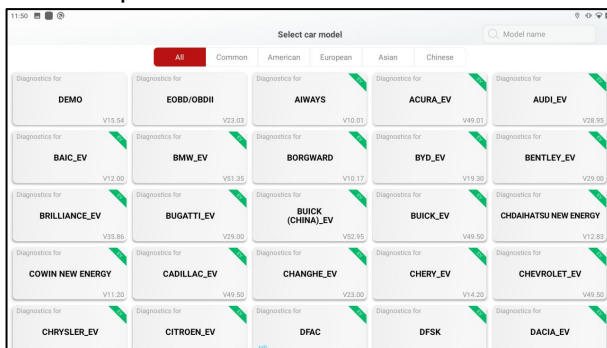 11:50
Select car model
Model name
All Common American European Asian Chinese
Diagnostics for Diagnostics for Diagnostics for Diagnostics for Diagnostics for
DEMO EOBD/OBDII AIWAYS ACURA_EV AUDI_EV
V15.54 V23.03 V10.01 V49.01 V28.95
Diagnostics for Diagnostics for Diagnostics for Diagnostics for Diagnostics for
BAIC_EV BMW_EV BORGWARD BYD_EV BENTLEY_EV
V12.00 V51.35 V10.17 V19.30 V29.00
Diagnostics for Diagnostics for Diagnostics for Diagnostics for Diagnostics for
BRILLIANCE_EV BUGATTI_EV BUICK (CHINA)_EV BUICK_EV CHDAIHATSU NEW ENERGY
V35.86 V29.00 V52.95 V49.50 V12.83
Diagnostics for Diagnostics for Diagnostics for Diagnostics for Diagnostics for
COWIN NEW ENERGY CADILLAC_EV CHANGHE_EV CHERY_EV CHEVROLET_EV
V11.20 V49.50 V23.00 V14.20 V49.50
Diagnostics for Diagnostics for Diagnostics for Diagnostics for Diagnostics for
CHRYSLER_EV CITROEN_EV DFAC DFSK DACIA_EV